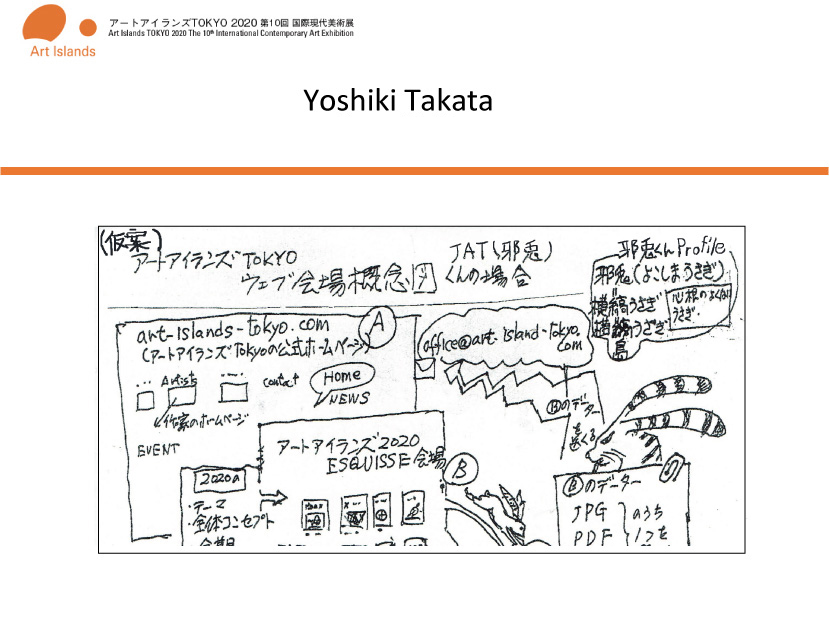 アートアイランズTOKYO 2020 第10回 国際現代美術展
Art Islands TOKYO 2020 The 10th International Contemporary Art Exhibition
Art Islands
Yoshiki Takata
(仮案)
アートアイランズTOKYO
ウェブ会場概念図
JAT(邪兎)
くんの場合
邪兎くんProfile
邪兎(よこしまうさぎ)
横縞うさぎ
横縞うさぎ
島
うさぎ.
art-islands-tokyo.com
(アートアイランズTokyoの公式ホームページ)
A
office@art-island-tokyo.
com
... Artists
contact
Home
NEWS
作家のホームページ
EVENT
アートアイランズ2020
ESQUISSE会場
B
Bのデーター
を送くる
2020a
・テーマ
・全体コンセプト
会期
Bのデーター
JPG
PDF
のうち
1つを